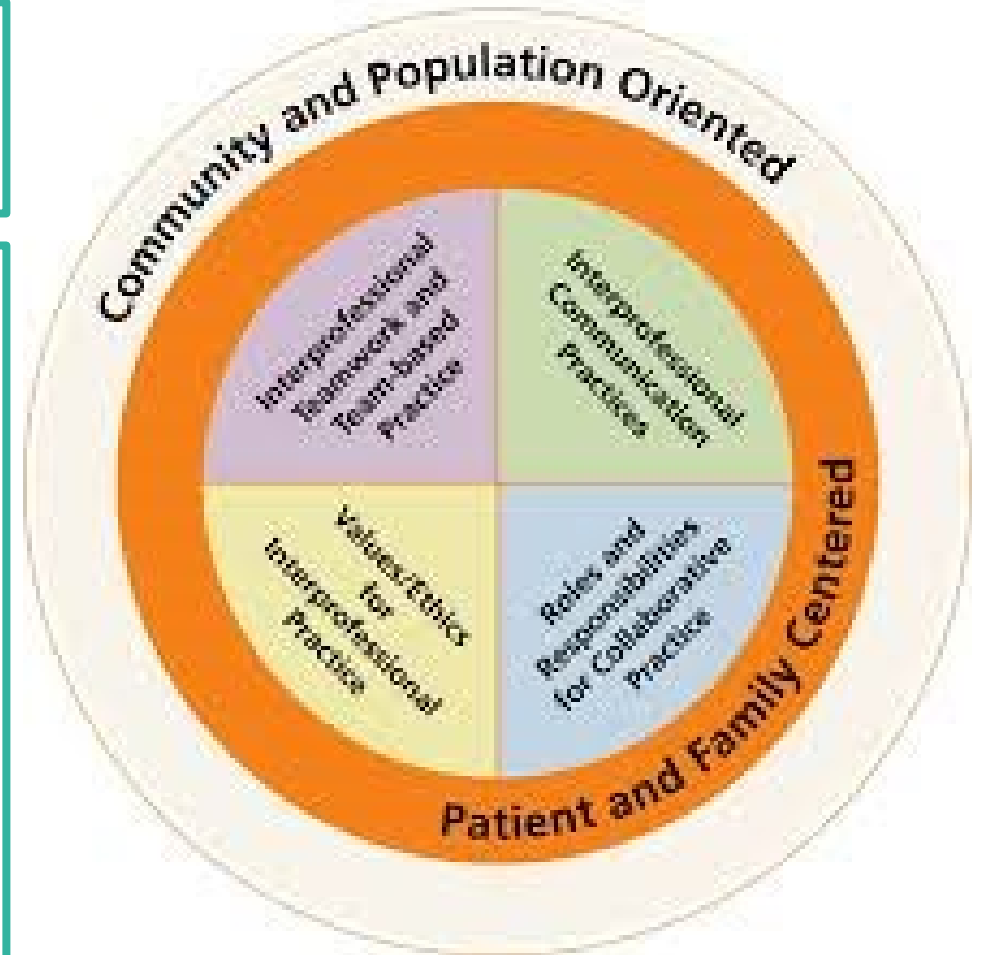 Community and Population Oriented
Interprofessional
Teamwork and
Team-based
Practice
Interprofessional
Communication
Practices
Values/Ethics
for
Interprofessional
Practice
Roles and
Responsibilities
for Collaborative
Practice
Patient and Family Centered